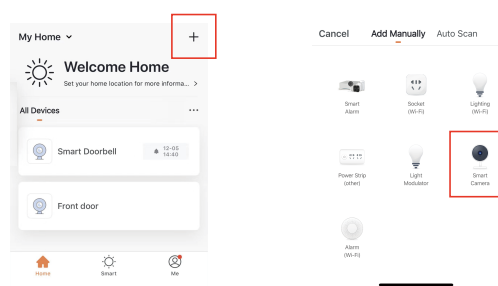 My Home
Welcome Home
Set your home location for more informa...
All Devices
Smart Doorbell
12-05
14:40
Front door
Home
Smart
Me
Cancel
Add Manually
Auto Scan
Smart
Alarm
Socket
(Wi-Fi)
Lighting
(Wi-Fi)
Power Strip
(other)
Light
Modulator
Smart
Camera
Alarm
(Wi-Fi)